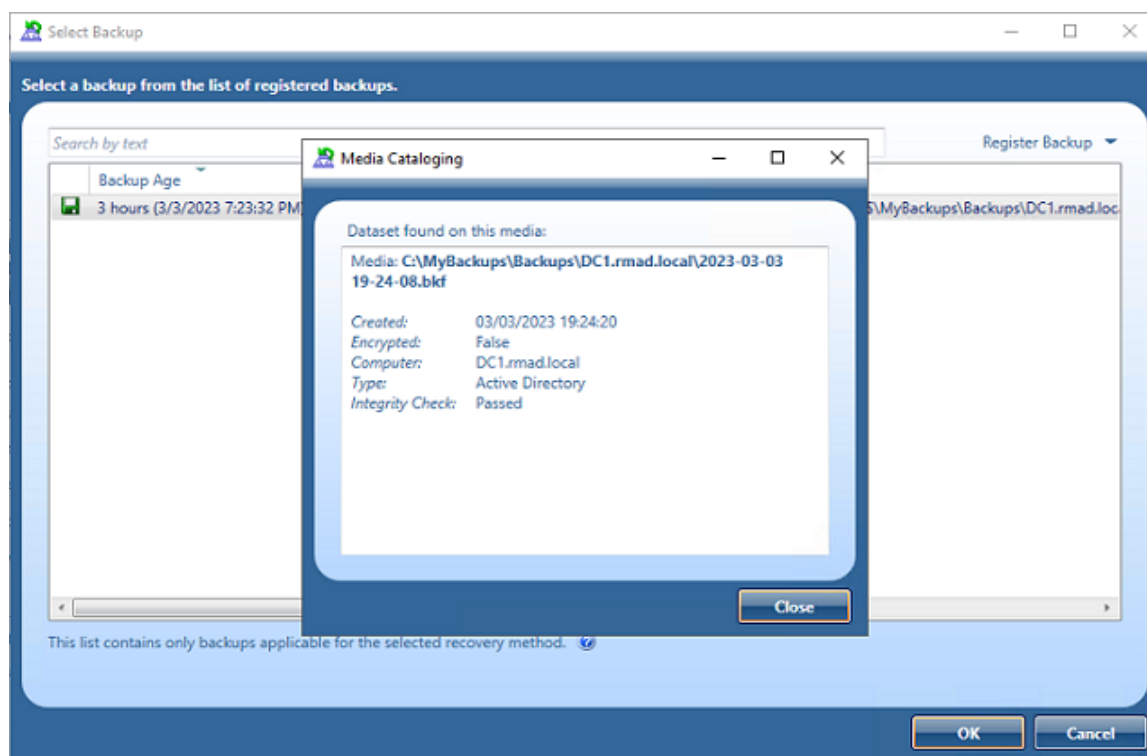 Select Backup
Select a backup from the list of registered backups.
Search by text
Register Backup
Backup Age
3 hours (3/3/2023 7:23:32 PM)
\MyBackups\Backups\DC1.rmad.loc
Media Cataloging
Dataset found on this media:
Media: C:\MyBackups\Backups\DC1.rmad.local\2023-03-03
19-24-08.bkf
Created: 03/03/2023 19:24:20
Encrypted: False
Computer: DC1.rmad.local
Type: Active Directory
Integrity Check: Passed
Close
This list contains only backups applicable for the selected recovery method.
OK
Cancel